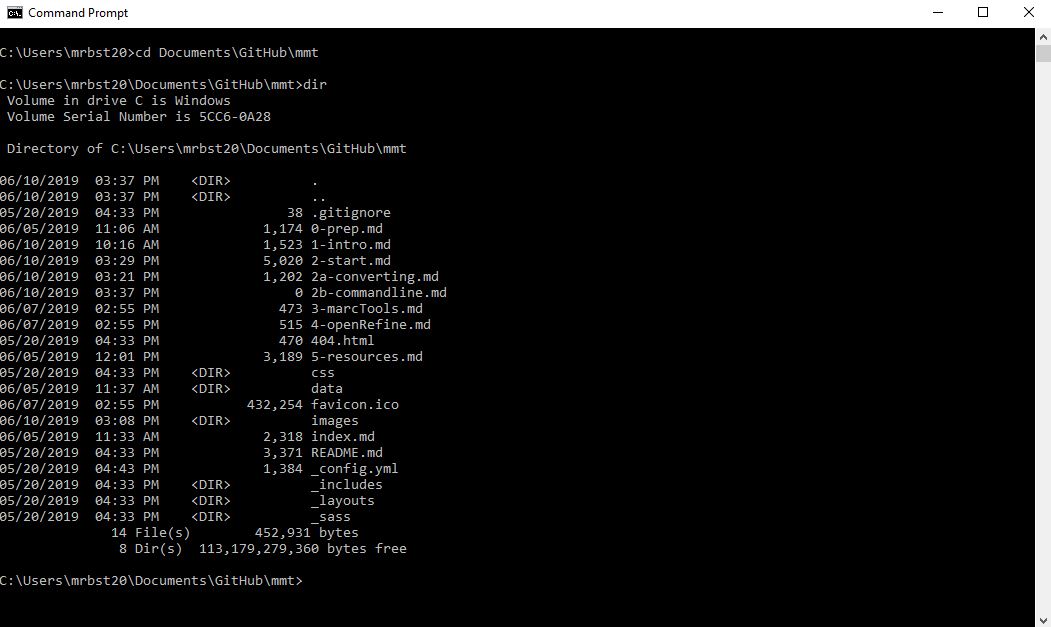 Command Prompt
C:\Users\mrbst20>cd Documents\GitHub\mmt
C:\Users\mrbst20\Documents\GitHub\mmt>dir
 Volume in drive C is Windows
 Volume Serial Number is 5CC6-0A28
 Directory of C:\Users\mrbst20\Documents\GitHub\mmt
06/10/2019  03:37 PM    <DIR>          .
06/10/2019  03:37 PM    <DIR>          ..
05/20/2019  04:33 PM                38 .gitignore
06/05/2019  11:06 AM             1,174 0-prep.md
06/10/2019  10:16 AM             1,523 1-intro.md
06/10/2019  03:29 PM             5,020 2-start.md
06/10/2019  03:21 PM             1,202 2a-converting.md
06/10/2019  03:37 PM                 0 2b-commandline.md
06/07/2019  02:55 PM               473 3-marcTools.md
06/07/2019  02:55 PM               515 4-openRefine.md
05/20/2019  04:33 PM               470 404.html
06/05/2019  12:01 PM             3,189 5-resources.md
05/20/2019  04:33 PM    <DIR>          css
06/05/2019  11:37 AM    <DIR>          data
06/07/2019  02:55 PM           432,254 favicon.ico
06/10/2019  03:08 PM    <DIR>          images
06/05/2019  11:33 AM             2,318 index.md
05/20/2019  04:33 PM             3,371 README.md
05/20/2019  04:43 PM             1,384 _config.yml
05/20/2019  04:33 PM    <DIR>          _includes
05/20/2019  04:33 PM    <DIR>          _layouts
05/20/2019  04:33 PM    <DIR>          _sass
              14 File(s)        452,931 bytes
               8 Dir(s)  113,179,279,360 bytes free
C:\Users\mrbst20\Documents\GitHub\mmt>